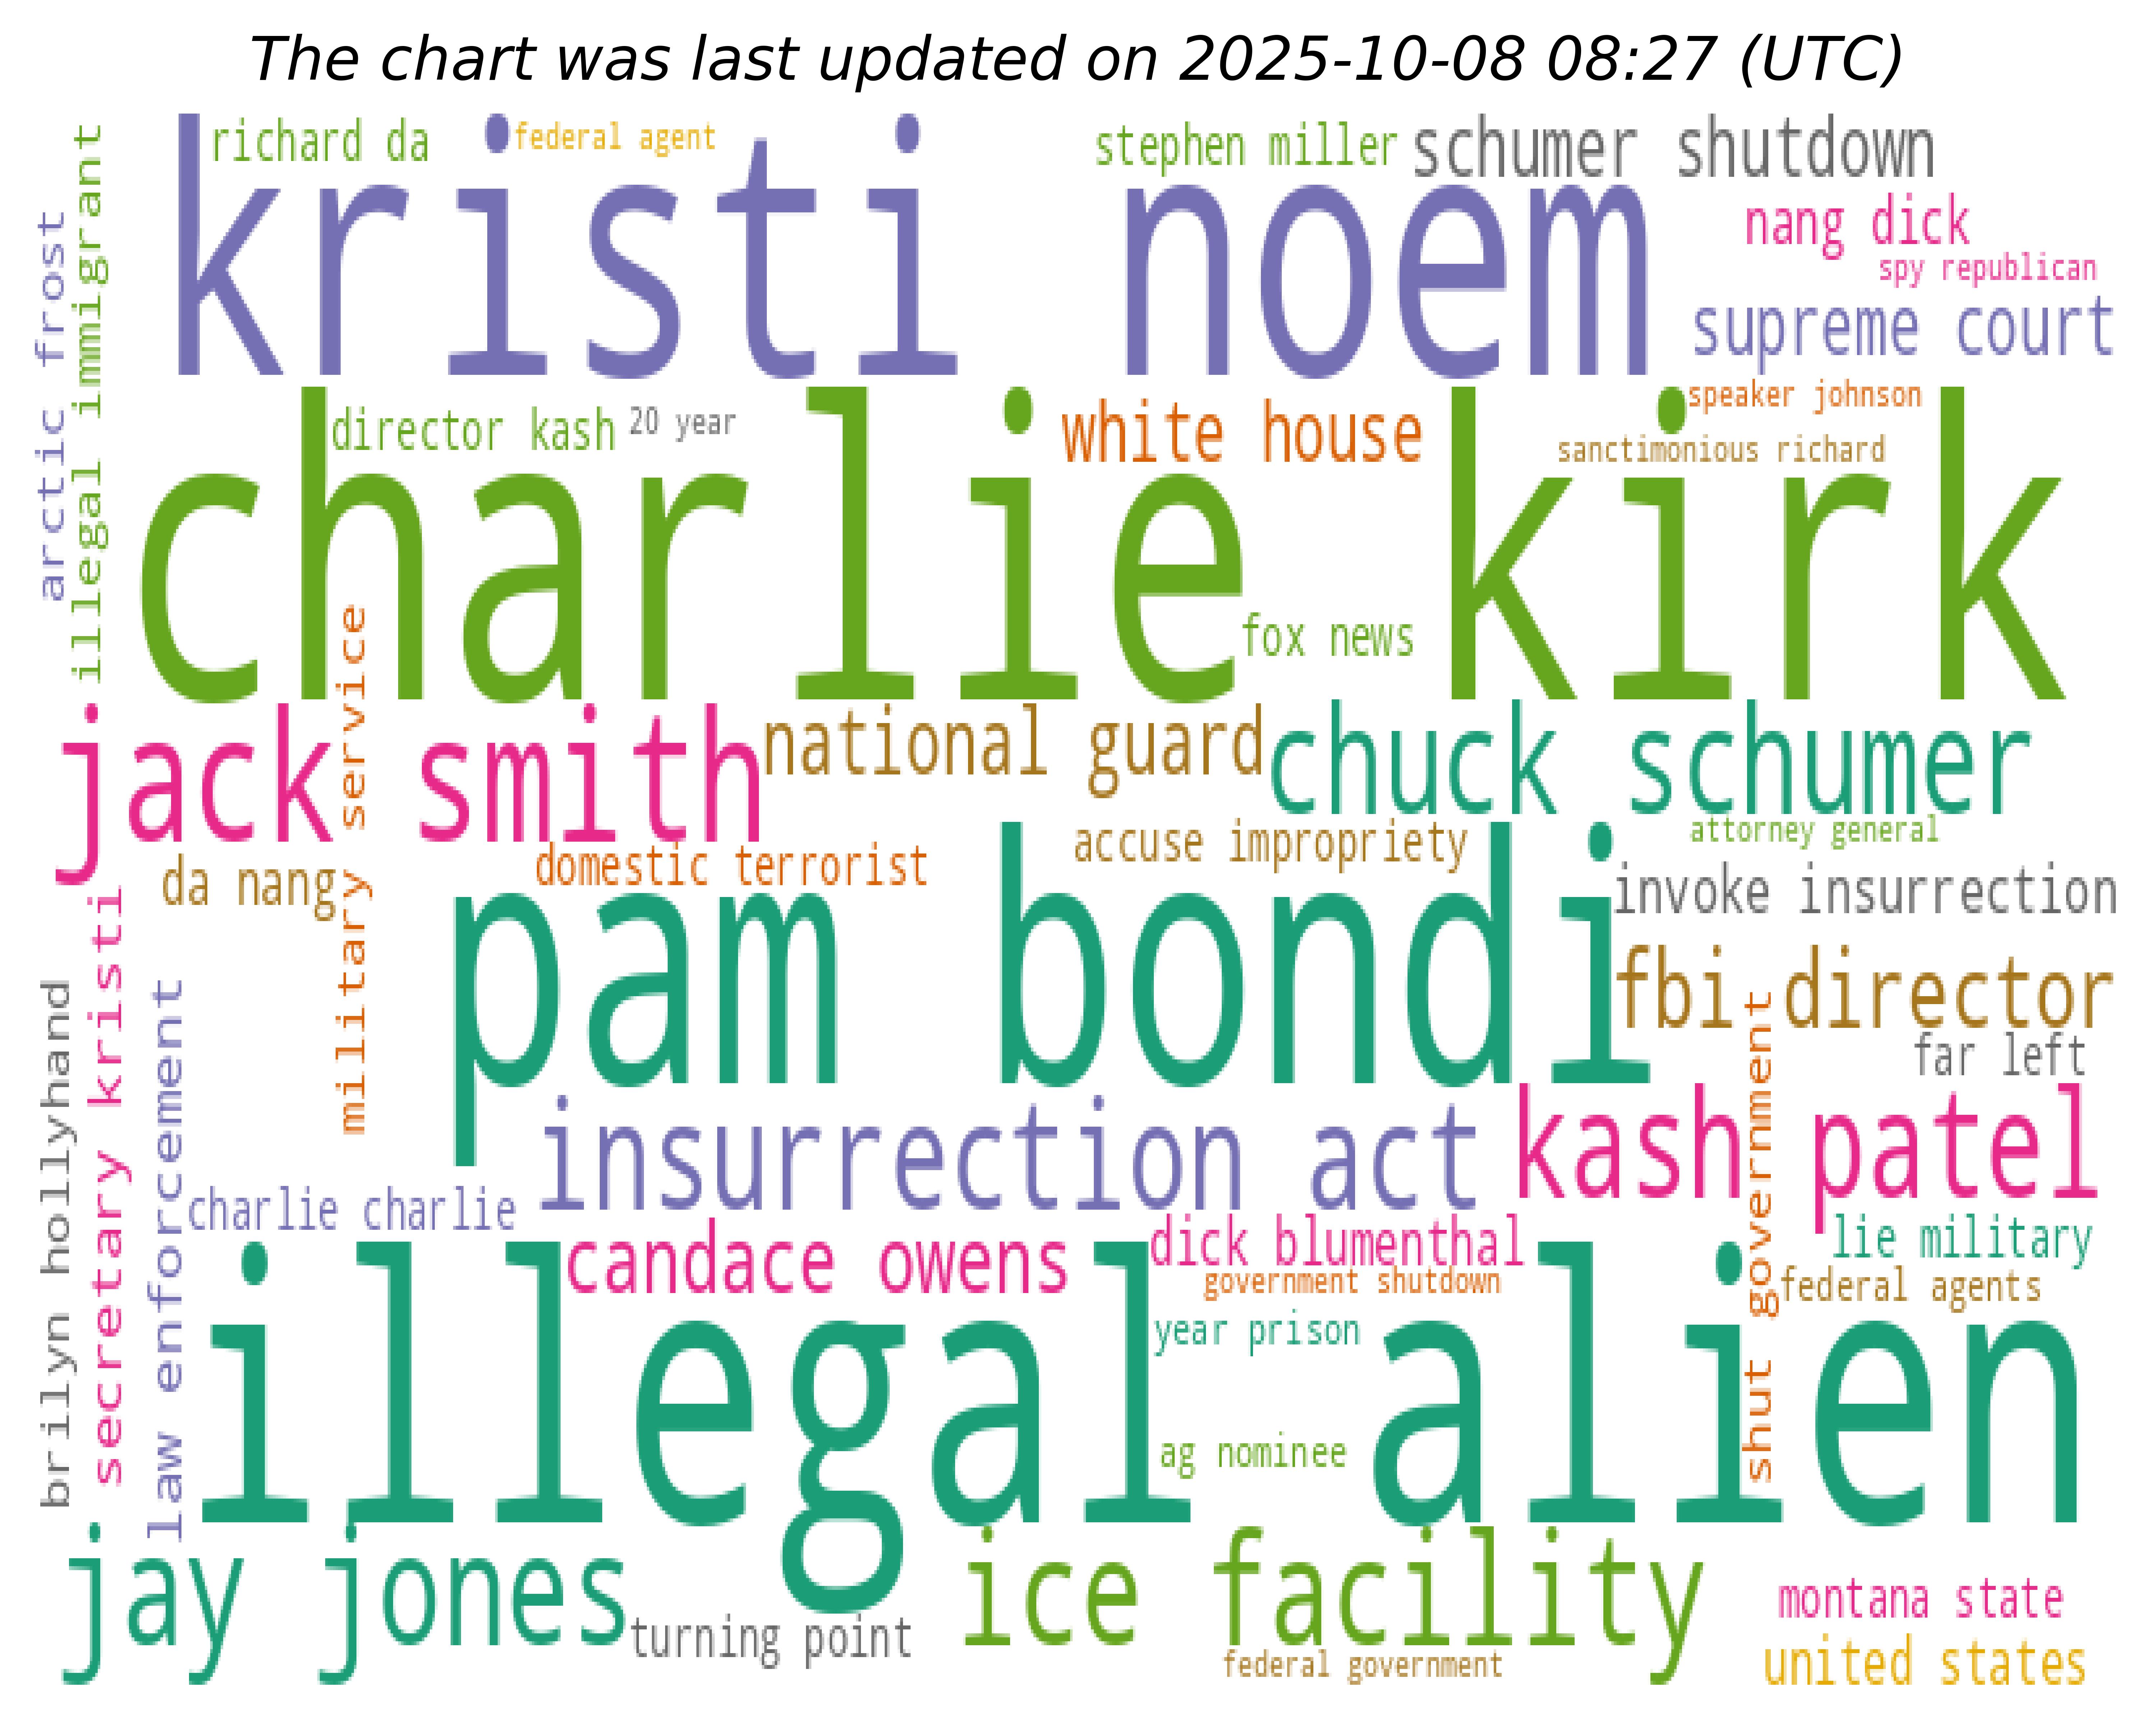 The chart was last updated on 2025-10-08 08:27 (UTC)
richard da
federal agent
stephen miller
schumer shutdown
kristi noem
nang dick
spy republican
supreme court
arctic frost
illegal immigrant
director kash
20 year
white house
speaker johnson
sanctimonious richard
charlie kirk
fox news
military service
jack smith
national guard
chuck schumer
attorney general
accuse impropriety
domestic terrorist
da nang
invoke insurrection
pam bondi
fbi director
far left
secretary kristi
brilyn hollyhand
law enforcement
insurrection act
kash patel
shut government
charlie charlie
candace owens
dick blumenthal
lie military
government shutdown
federal agents
year prison
illegal alien
ag nominee
jay jones
turning point
ice facility
montana state
federal government
united states